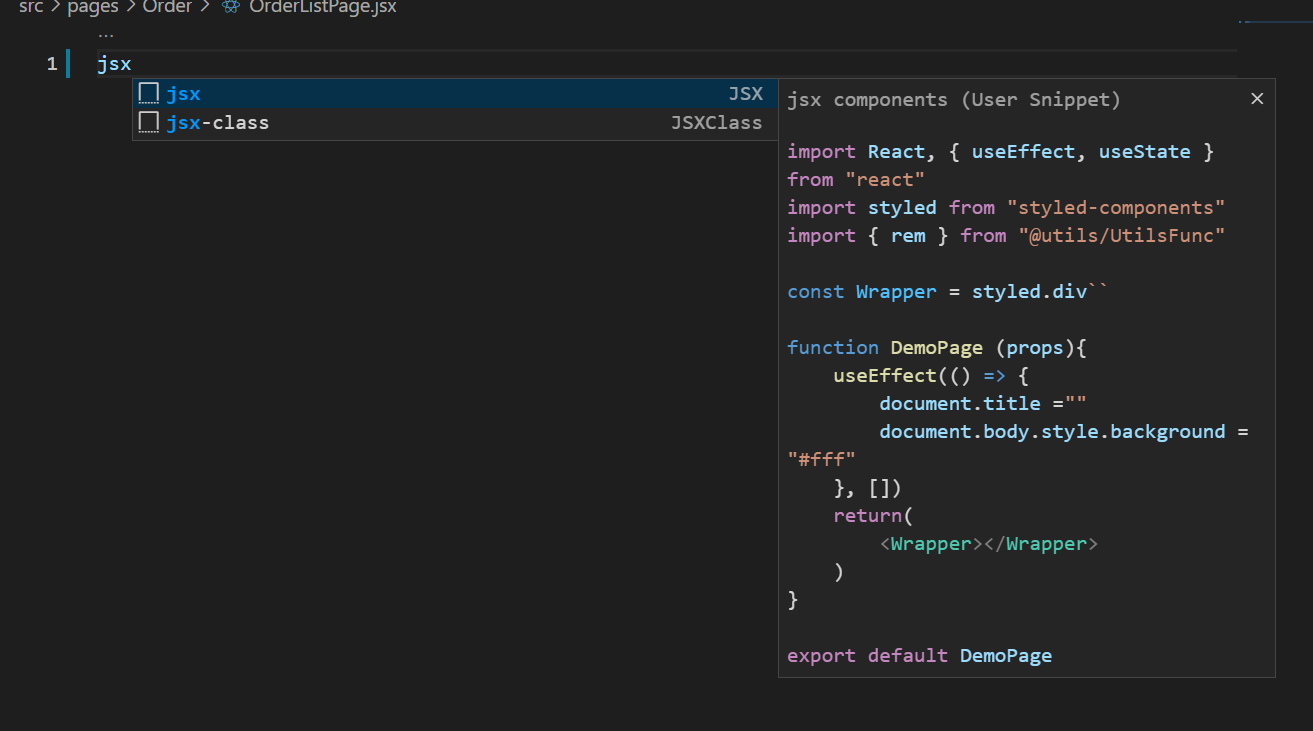 src > pages > Order > OrderListPage.jsx
...
1 jsx
jsx JSX
jsx-class JSXClass
jsx components (User Snippet) ×
import React, { useEffect, useState }
from "react"
import styled from "styled-components"
import { rem } from "@utils/UtilsFunc"
const Wrapper = styled.div``
function DemoPage (props){
    useEffect(() => {
        document.title =""
        document.body.style.background =
"#fff"
    }, [])
    return(
        <Wrapper></Wrapper>
    )
}
export default DemoPage